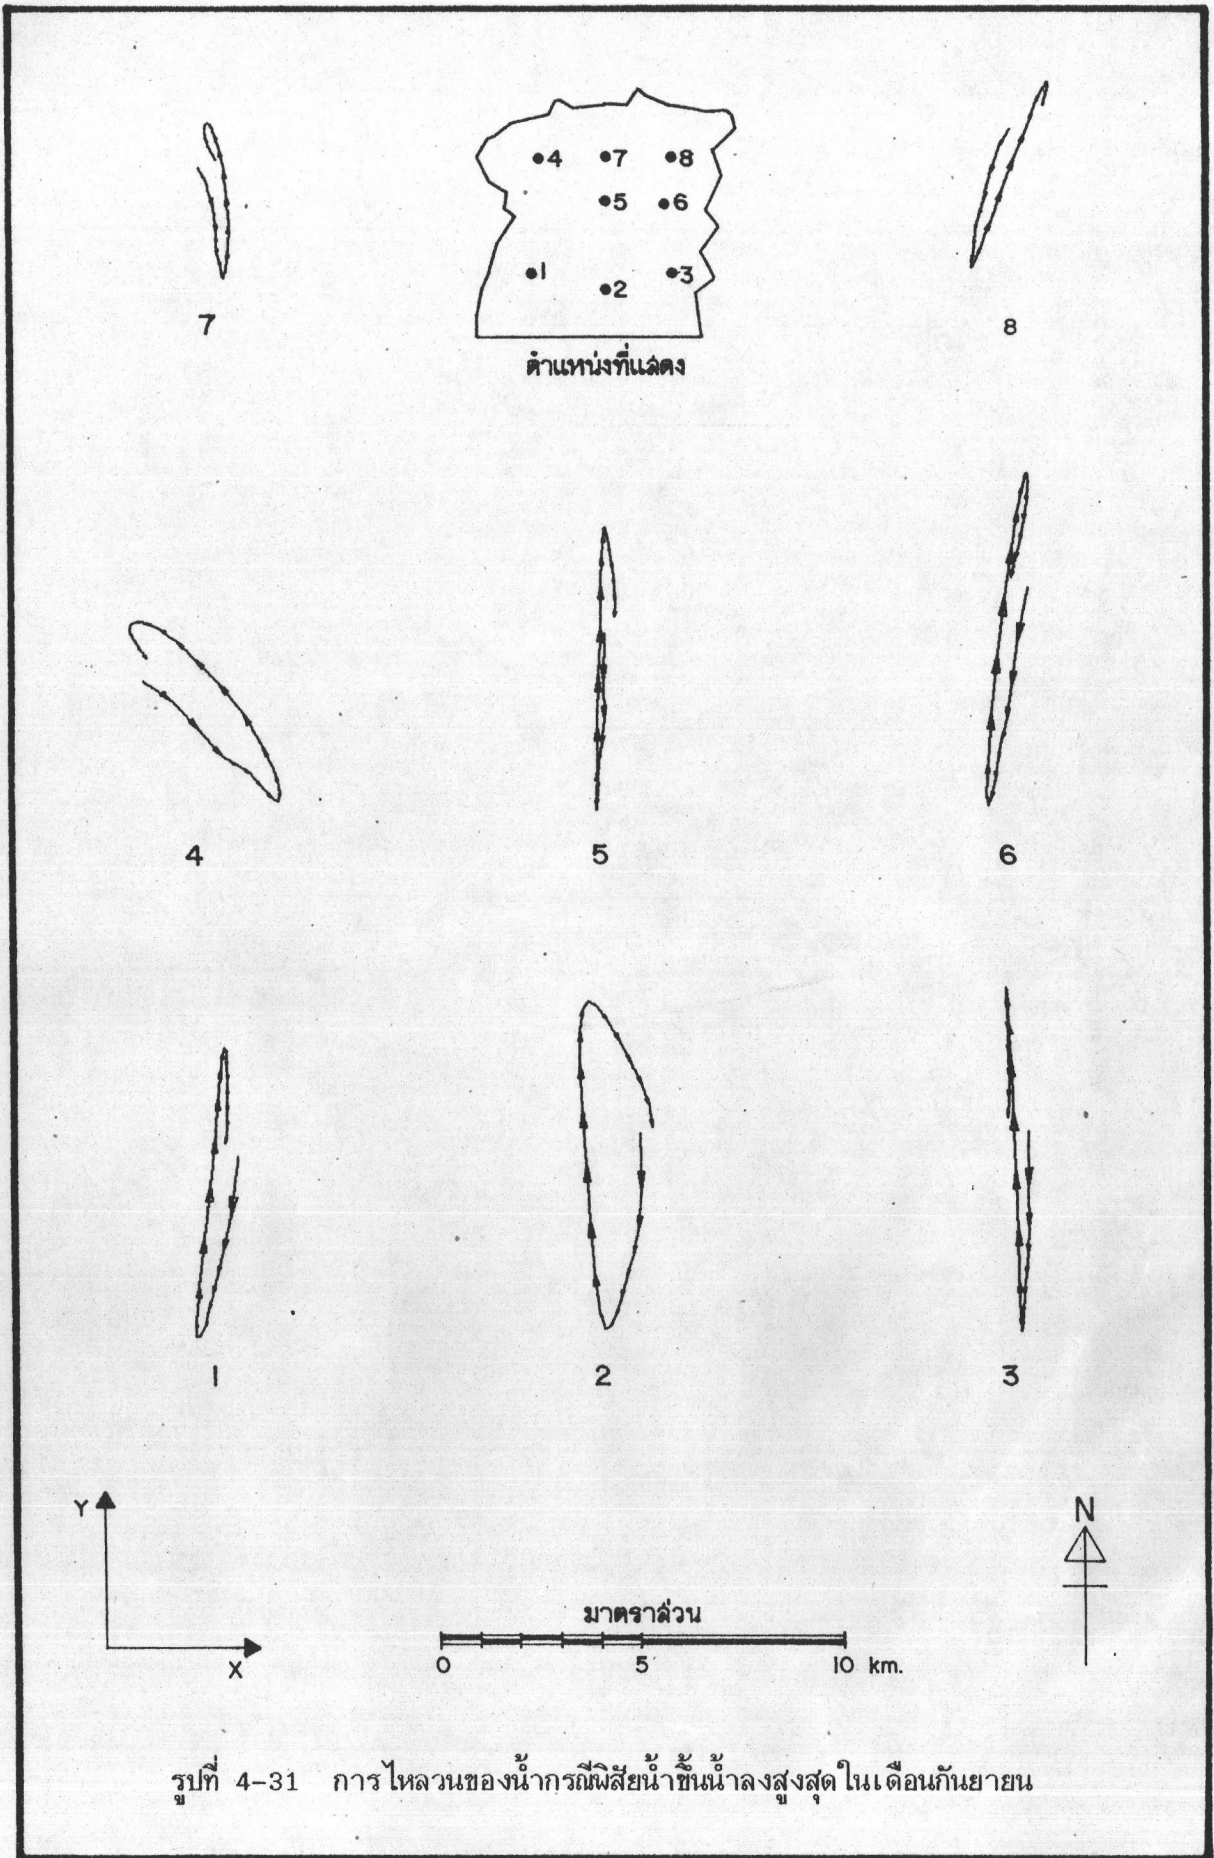 4 7 8
5 6
1 3
2
ตำแหน่งที่แสดง
7
8
4
5
6
1
2
3
Y
X
N
มาตราส่วน
0 5 10 km.
รูปที่ 4-31 การไหลวนของน้ำกรณีพิสัยน้ำขึ้นน้ำลงสูงสุดในเดือนกันยายน